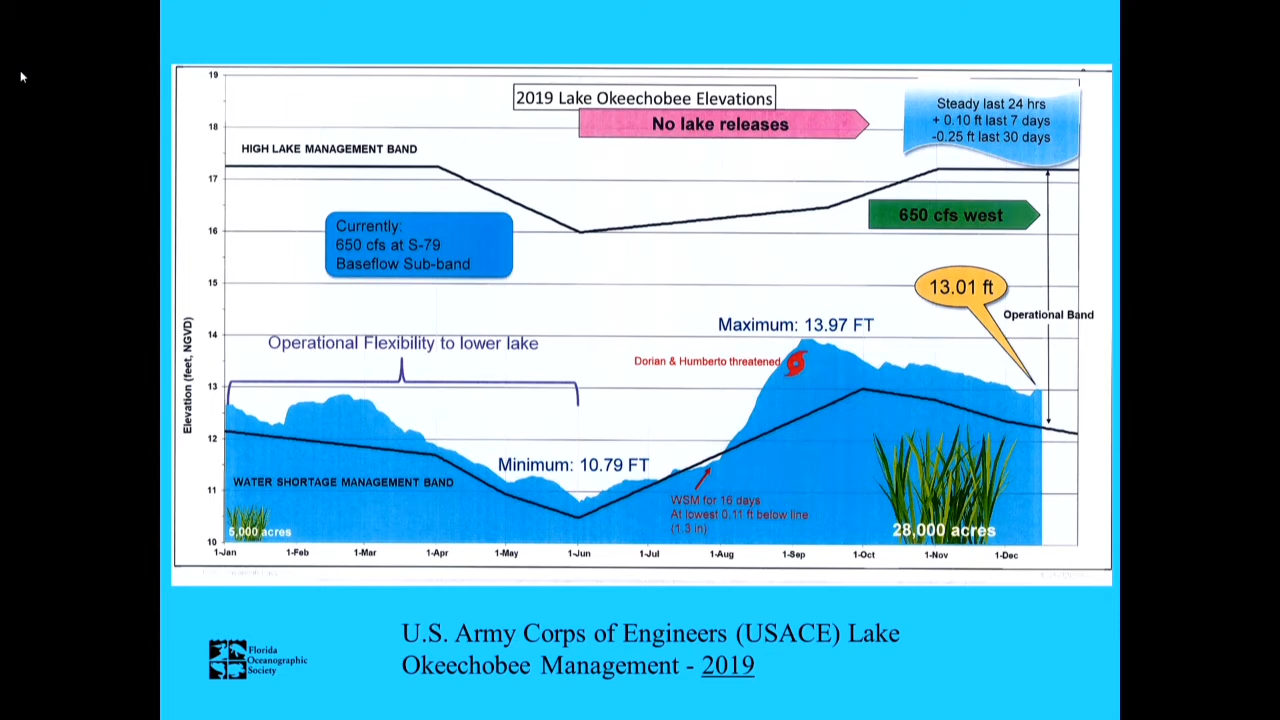 19
2019 Lake Okeechobee Elevations
No lake releases
Steady last 24 hrs
+ 0.10 ft last 7 days
-0.25 ft last 30 days
18
HIGH LAKE MANAGEMENT BAND
17
650 cfs west
Currently:
650 cfs at S-79
Baseflow Sub-band
16
15
13.01 ft
Operational Band
14
Maximum: 13.97 FT
Operational Flexibility to lower lake
Dorian & Humberto threatened
Elevation (feet, NGVD)
13
12
Minimum: 10.79 FT
WATER SHORTAGE MANAGEMENT BAND
11
WSM for 16 days
At lowest 0.11 ft below line
(1.3 in)
5,000 acres
28,000 acres
10
1-Jan 1-Feb 1-Mar 1-Apr 1-May 1-Jun 1-Jul 1-Aug 1-Sep 1-Oct 1-Nov 1-Dec
U.S. Army Corps of Engineers (USACE) Lake
Okeechobee Management - 2019
Florida
Oceanographic
Society